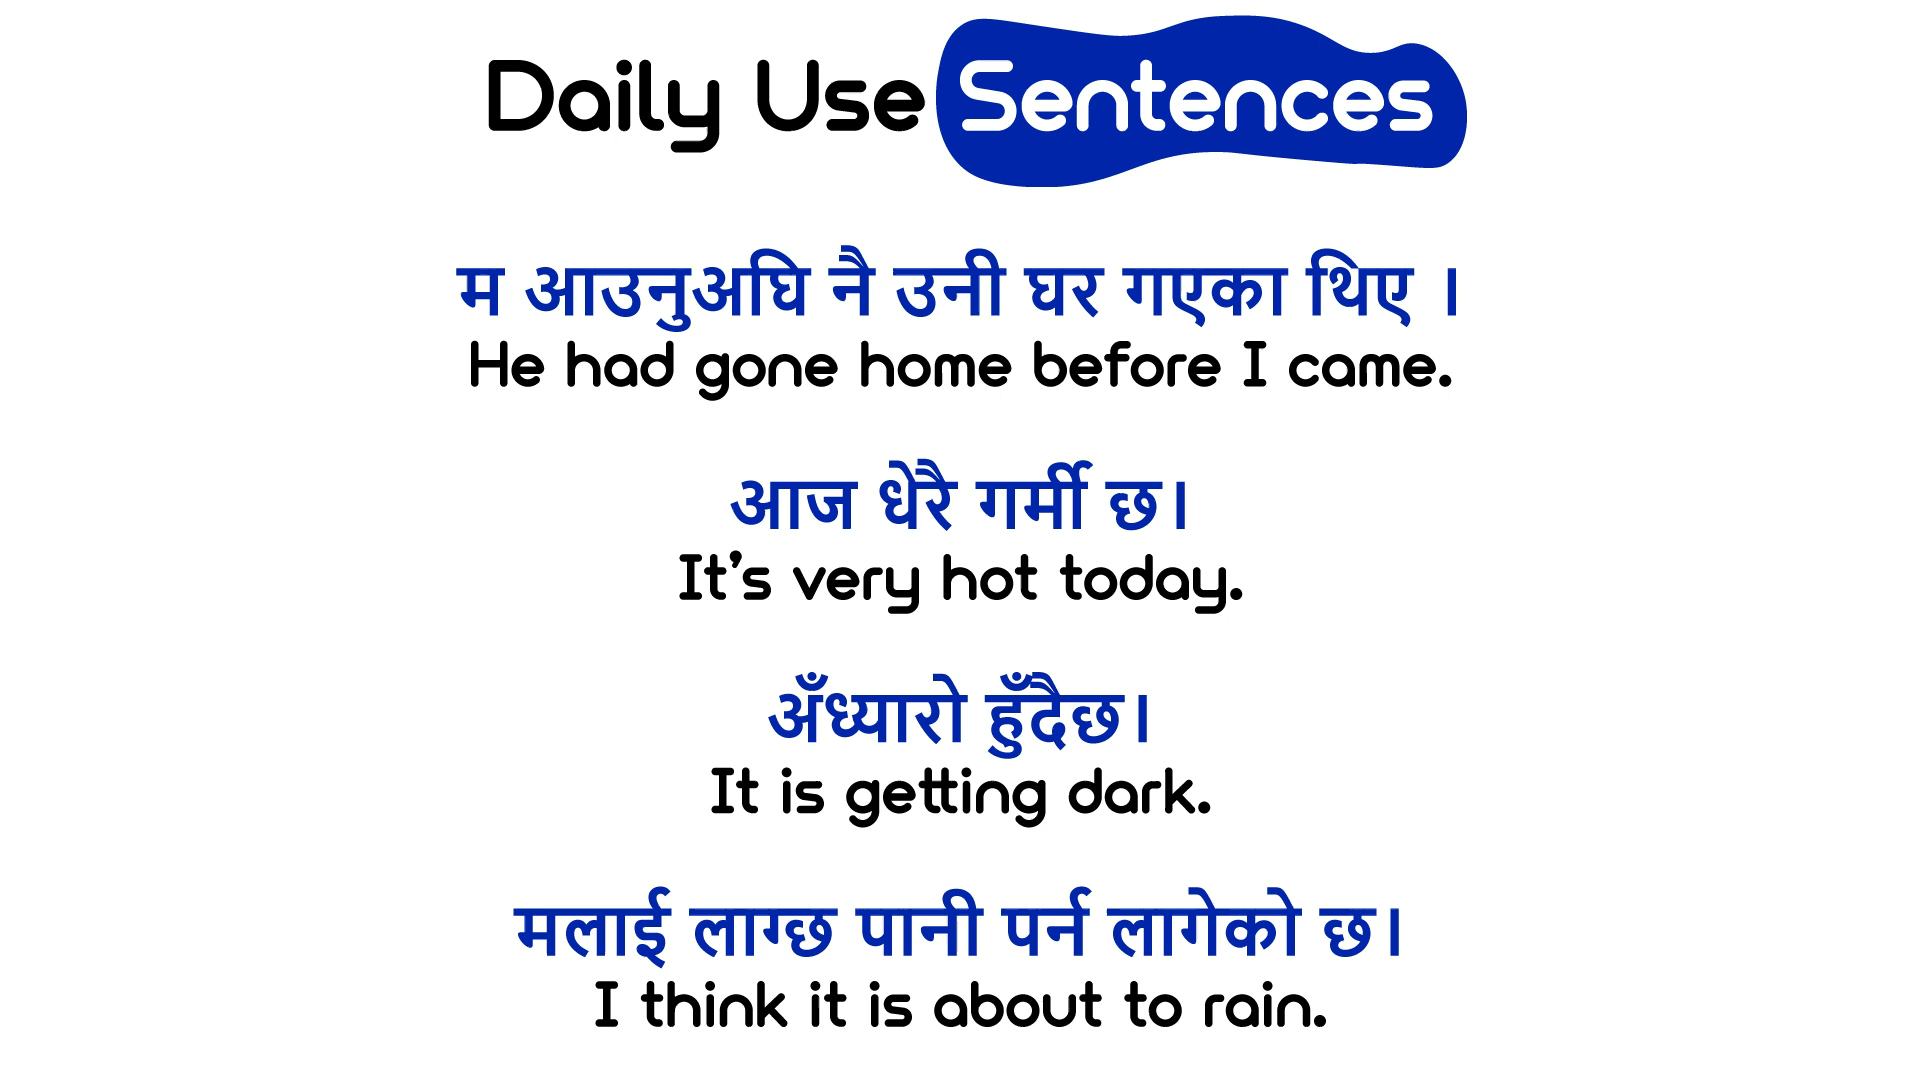 Daily Use Sentences
म आउनुअघि नै उनी घर गएका थिए ।
He had gone home before I came.
आज धेरै गर्मी छ।
It’s very hot today.
अँध्यारो हुँदैछ।
It is getting dark.
मलाई लाग्छ पानी पर्न लागेको छ।
I think it is about to rain.